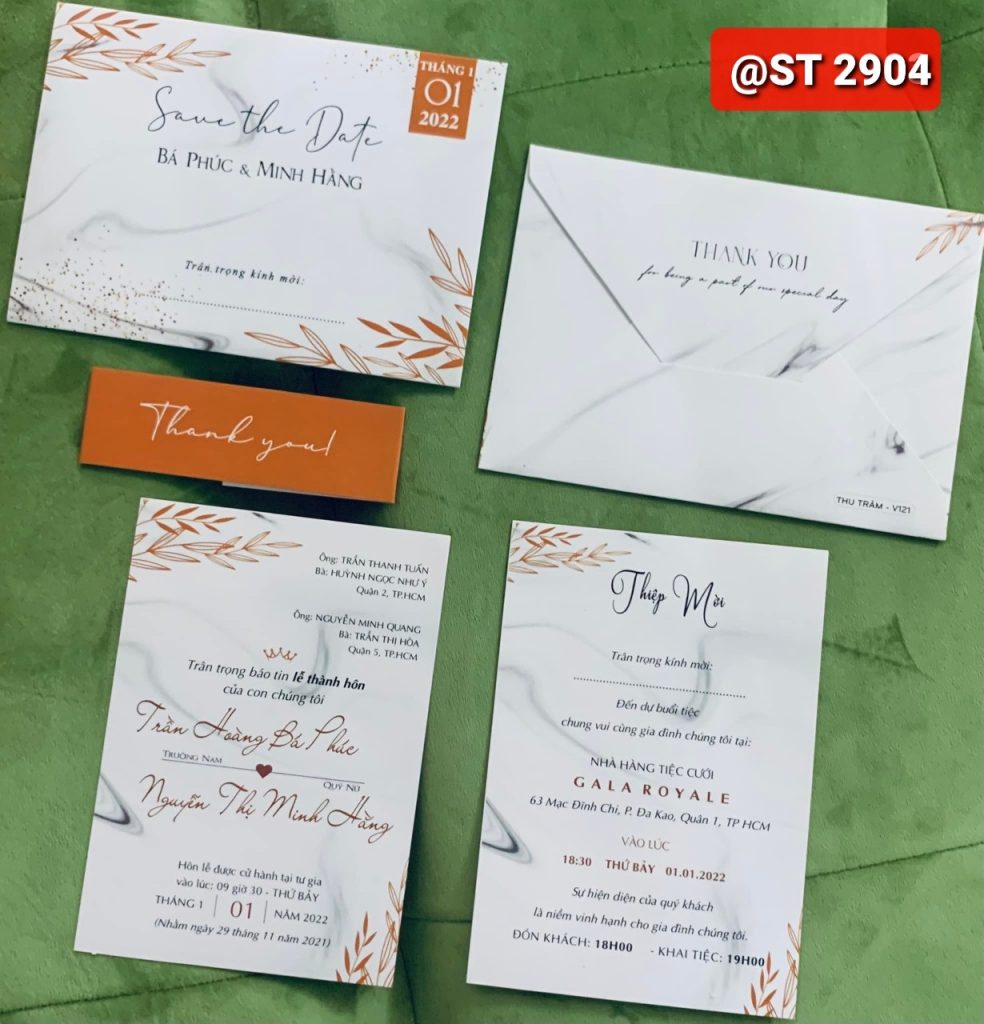 @ST 2904
THÁNG 1
01
2022
Save the Date
BÁ PHÚC & MINH HẰNG
Trân trọng kính mời:
THANK YOU
for being a part of our special day
THU TRÂM - V121
Thank you!
Ông: TRẦN THANH TUẤN
Bà: HUỲNH NGỌC NHƯ Ý
Quận 2, TP.HCM
Ông: NGUYỄN MINH QUANG
Bà: TRẦN THỊ HÒA
Quận 5, TP.HCM
Trân trọng báo tin lễ thành hôn
của con chúng tôi
Trần Hoàng Bá Phúc
TRƯỞNG NAM
QUÝ NỮ
Nguyễn Thị Minh Hằng
Hôn lễ được cử hành tại tư gia
vào lúc: 09 giờ 30 - THỨ BẢY
THÁNG 1 | 01 | NĂM 2022
(Nhằm ngày 29 tháng 11 năm 2021)
Thiệp Mời
Trân trọng kính mời:
Đến dự buổi tiệc
chung vui cùng gia đình chúng tôi tại:
NHÀ HÀNG TIỆC CƯỚI
GALA ROYALE
63 Mạc Đĩnh Chi, P. Đa Kao, Quận 1, TP HCM
VÀO LÚC
18:30 THỨ BẢY 01.01.2022
Sự hiện diện của quý khách
là niềm vinh hạnh cho gia đình chúng tôi.
ĐÓN KHÁCH: 18H00 - KHAI TIỆC: 19H00